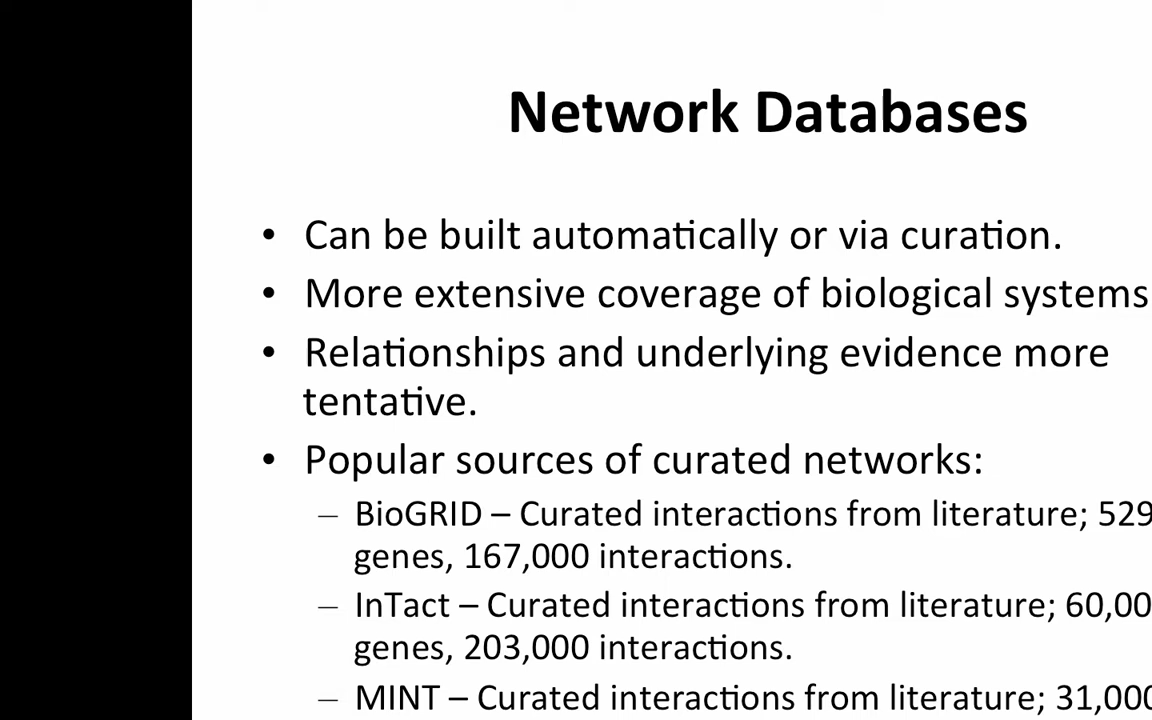 Network Databases
• Can be built automatically or via curation.
• More extensive coverage of biological systems
• Relationships and underlying evidence more
tentative.
• Popular sources of curated networks:
– BioGRID – Curated interactions from literature; 529
genes, 167,000 interactions.
– InTact – Curated interactions from literature; 60,00
genes, 203,000 interactions.
– MINT – Curated interactions from literature; 31,000